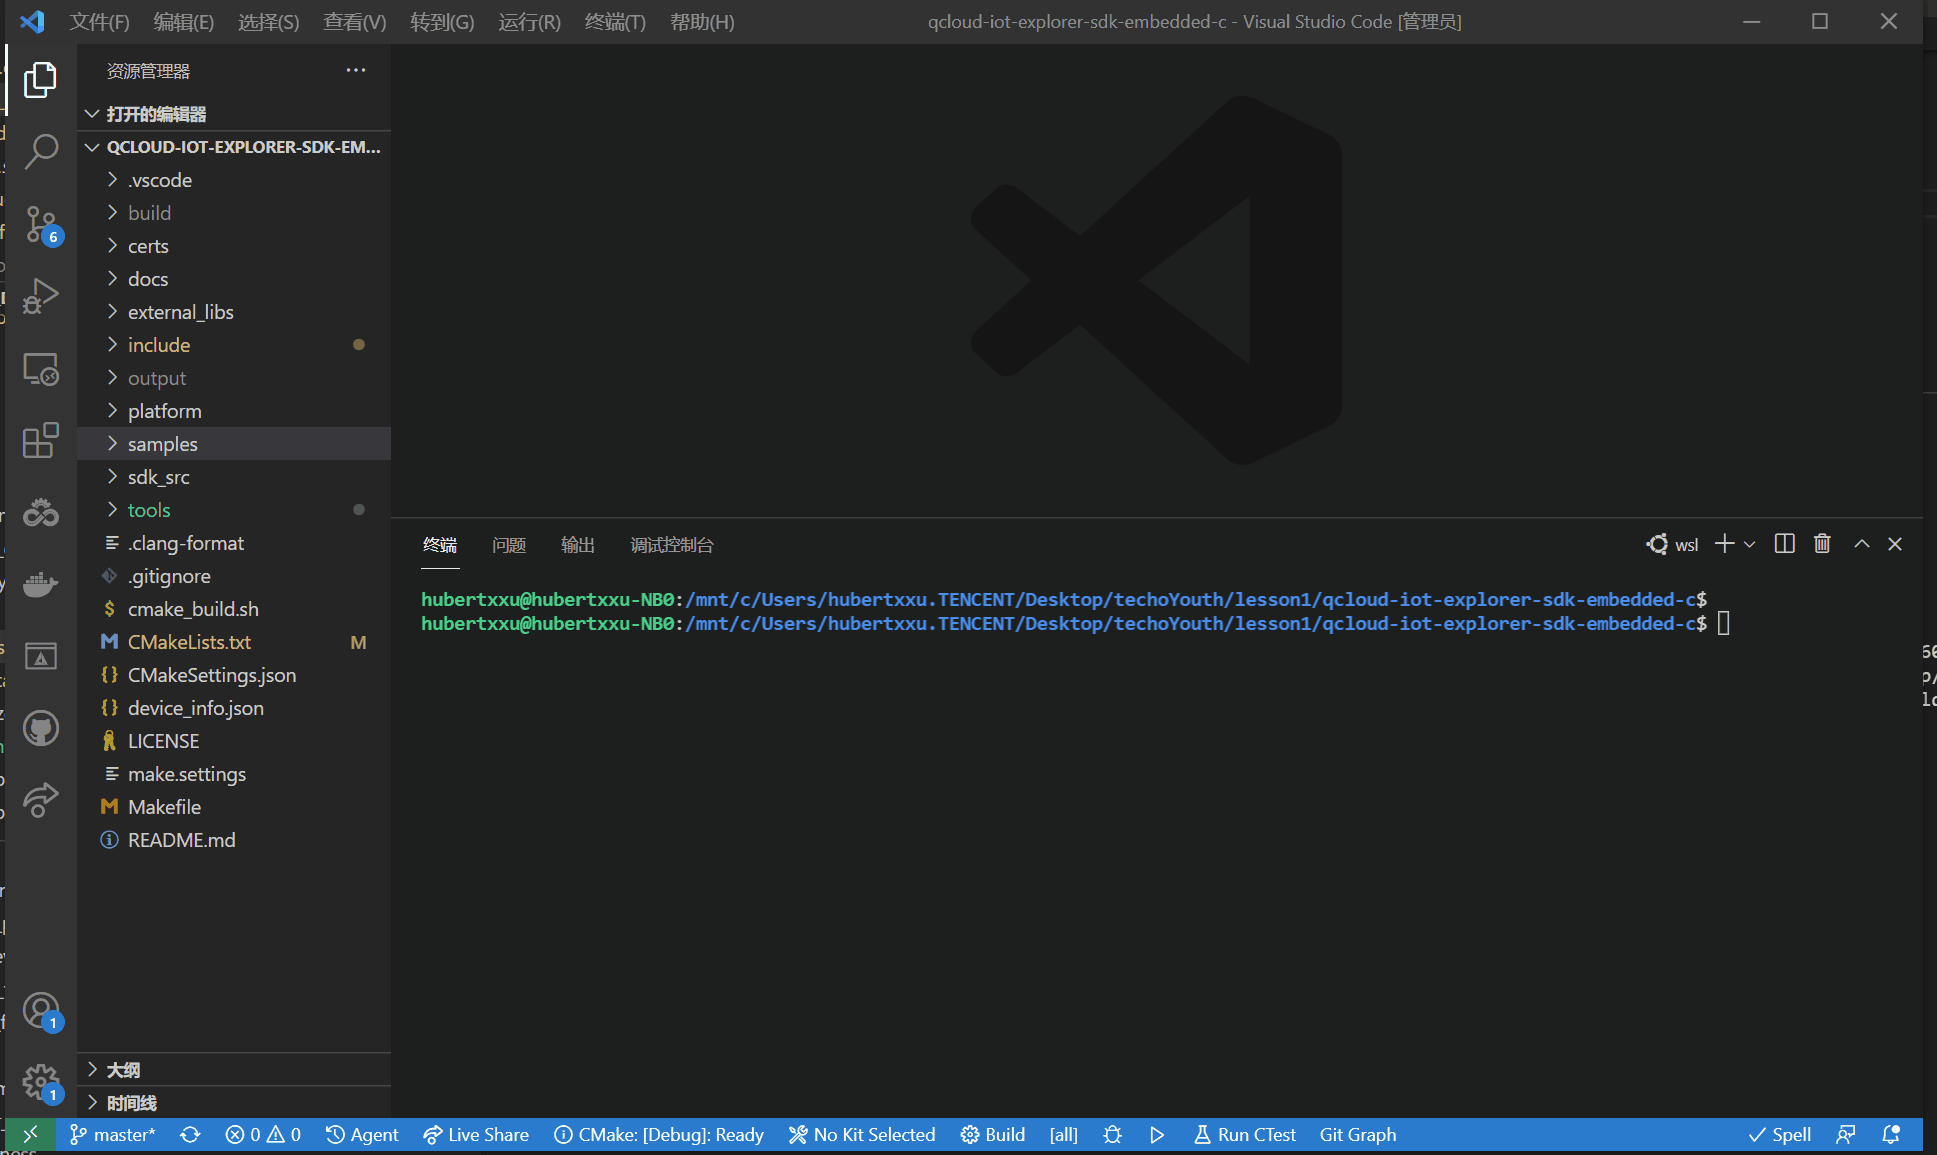 文件(F) 编辑(E) 选择(S) 查看(V) 转到(G) 运行(R) 终端(T) 帮助(H) qcloud-iot-explorer-sdk-embedded-c - Visual Studio Code [管理员]
资源管理器
打开的编辑器
QCLOUD-IOT-EXPLORER-SDK-EM...
.vscode
build
certs
docs
external_libs
include
output
platform
samples
sdk_src
tools
.clang-format
.gitignore
cmake_build.sh
CMakeLists.txt M
CMakeSettings.json
device_info.json
LICENSE
make.settings
Makefile
README.md
大纲
时间线
6
1
1
终端 问题 输出 调试控制台 wsl
hubertxxu@hubertxxu-NB0:/mnt/c/Users/hubertxxu.TENCENT/Desktop/techoYouth/lesson1/qcloud-iot-explorer-sdk-embedded-c$
hubertxxu@hubertxxu-NB0:/mnt/c/Users/hubertxxu.TENCENT/Desktop/techoYouth/lesson1/qcloud-iot-explorer-sdk-embedded-c$
master* 0 0 Agent Live Share CMake: [Debug]: Ready No Kit Selected Build [all] Run CTest Git Graph Spell